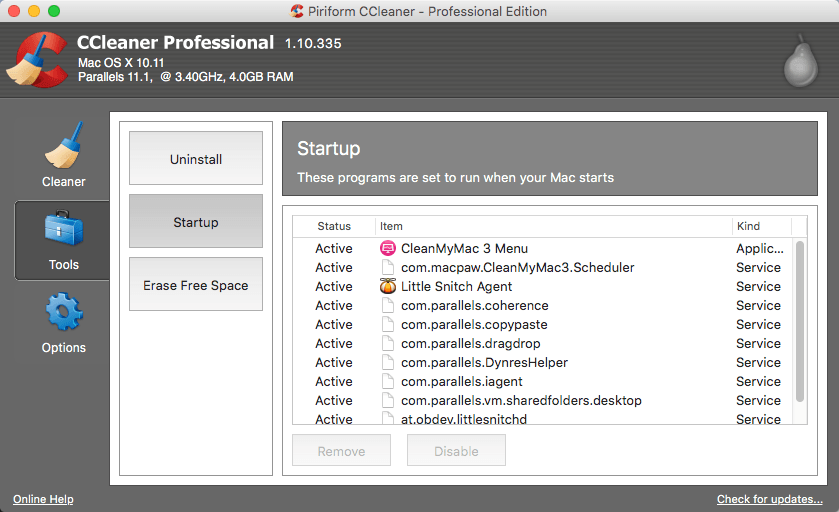 Piriform CCleaner - Professional Edition
CCleaner Professional 1.10.335
Mac OS X 10.11
Parallels 11.1, @ 3.40GHz, 4.0GB RAM
Cleaner
Tools
Options
Uninstall
Startup
Erase Free Space
Startup
These programs are set to run when your Mac starts
Status Item Kind
Active CleanMyMac 3 Menu Applic...
Active com.macpaw.CleanMyMac3.Scheduler Service
Active Little Snitch Agent Service
Active com.parallels.coherence Service
Active com.parallels.copypaste Service
Active com.parallels.dragdrop Service
Active com.parallels.DynresHelper Service
Active com.parallels.iagent Service
Active com.parallels.vm.sharedfolders.desktop Service
Active at.obdev.littlesnitchd Service
Remove Disable
Online Help Check for updates...